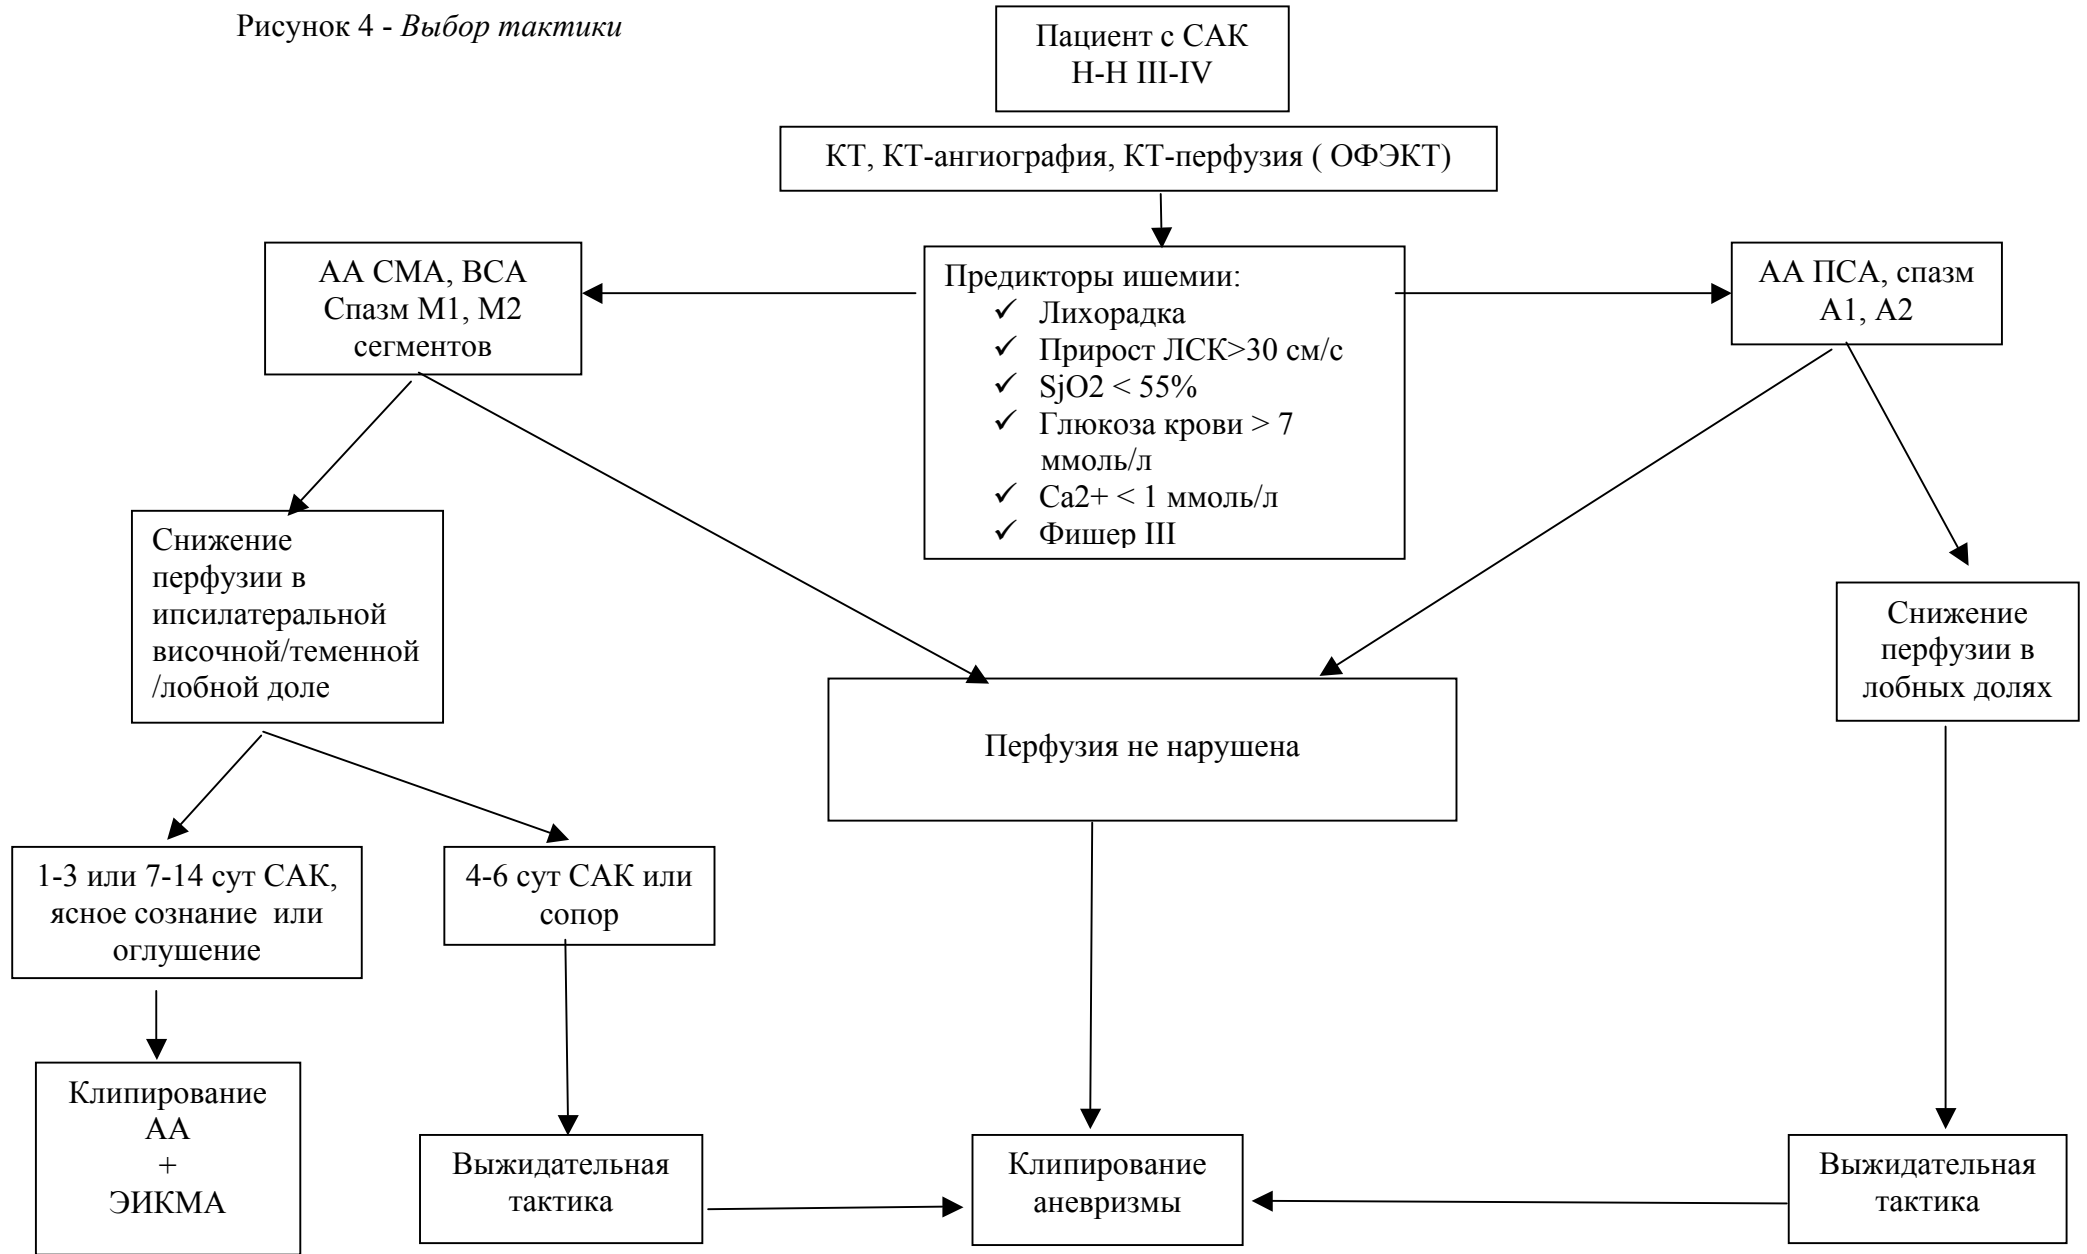 Рисунок 4 - Выбор тактики
Пациент с САК
Н-Н III-IV
КТ, КТ-ангиография, КТ-перфузия ( ОФЭКТ)
АА СМА, ВСА
Спазм М1, М2
сегментов
Предикторы ишемии:
✓ Лихорадка
✓ Прирост ЛСК>30 см/с
✓ SjO2 < 55%
✓ Глюкоза крови > 7
ммоль/л
✓ Са2+ < 1 ммоль/л
✓ Фишер III
АА ПСА, спазм
А1, А2
Снижение
перфузии в
ипсилатеральной
височной/теменной
/лобной доле
Перфузия не нарушена
Снижение
перфузии в
лобных долях
1-3 или 7-14 сут САК,
ясное сознание или
оглушение
4-6 сут САК или
сопор
Клипирование
АА
+
ЭИКМА
Выжидательная
тактика
Клипирование
аневризмы
Выжидательная
тактика